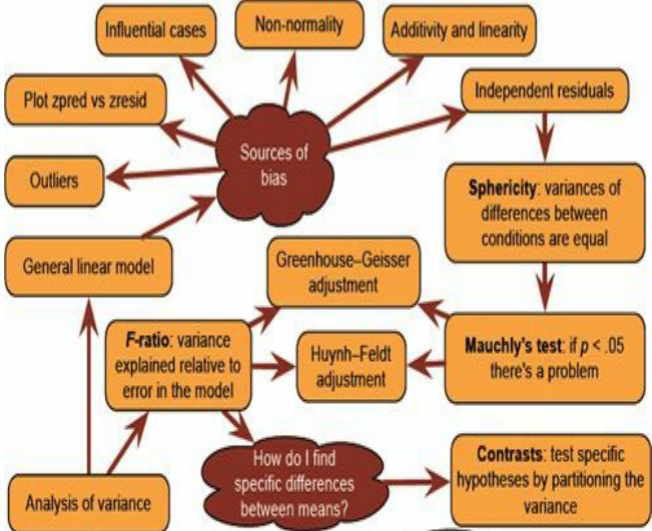 Influential cases
Non-normality
Additivity and linearity
Plot zpred vs zresid
Independent residuals
Sources of
bias
Outliers
Sphericity: variances of
differences between
conditions are equal
General linear model
Greenhouse–Geisser
adjustment
F-ratio: variance
explained relative to
error in the model
Huynh–Feldt
adjustment
Mauchly's test: if p < .05
there's a problem
How do I find
specific differences
between means?
Contrasts: test specific
hypotheses by partitioning the
variance
Analysis of variance